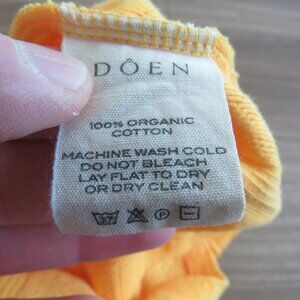 DÔEN
100% ORGANIC
COTTON
MACHINE WASH COLD
DO NOT BLEACH
LAY FLAT TO DRY
OR DRY CLEAN